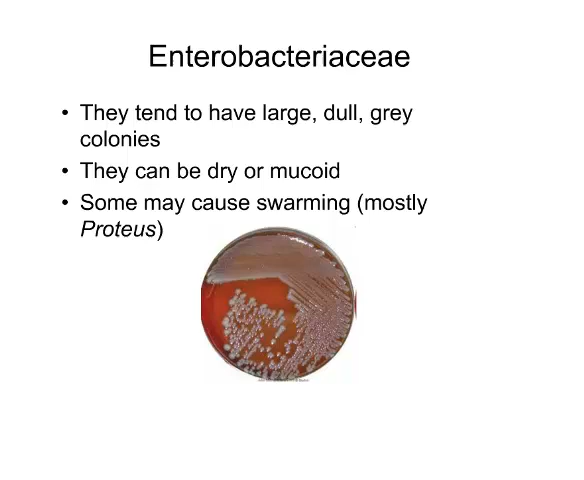 Enterobacteriaceae
• They tend to have large, dull, grey
colonies
• They can be dry or mucoid
• Some may cause swarming (mostly
Proteus)